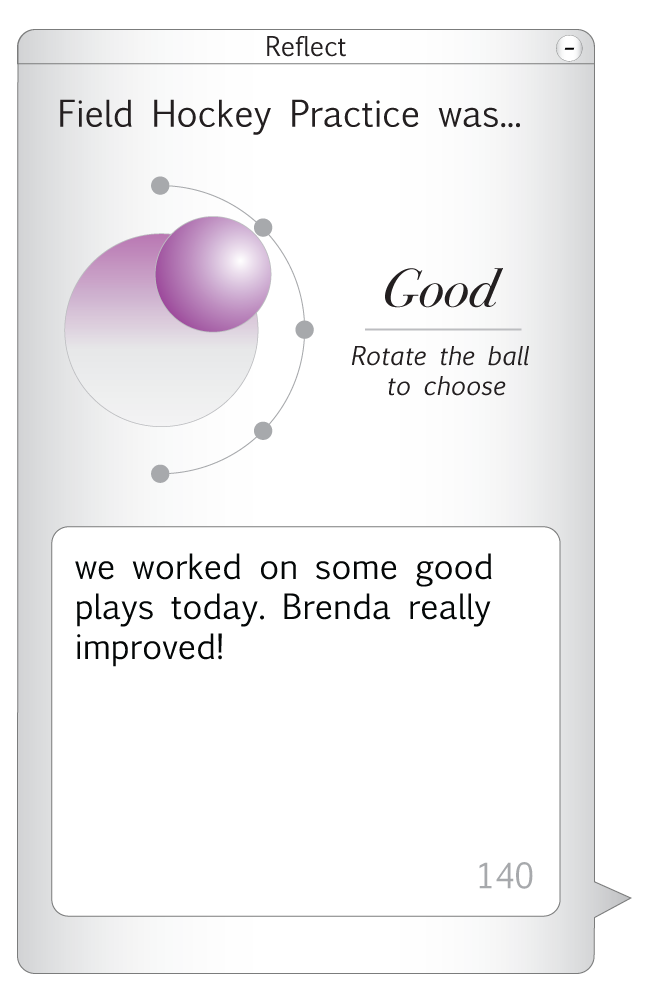 Reflect
-
Field Hockey Practice was...
Good
Rotate the ball
to choose
we worked on some good
plays today. Brenda really
improved!
140